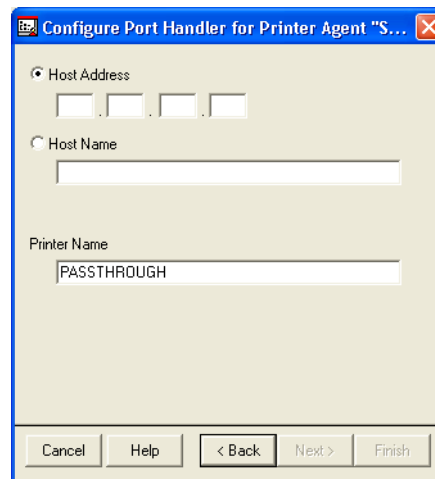 Configure Port Handler for Printer Agent "S...
Host Address
. . .
Host Name
Printer Name
PASSTHROUGH
Cancel Help < Back Next > Finish